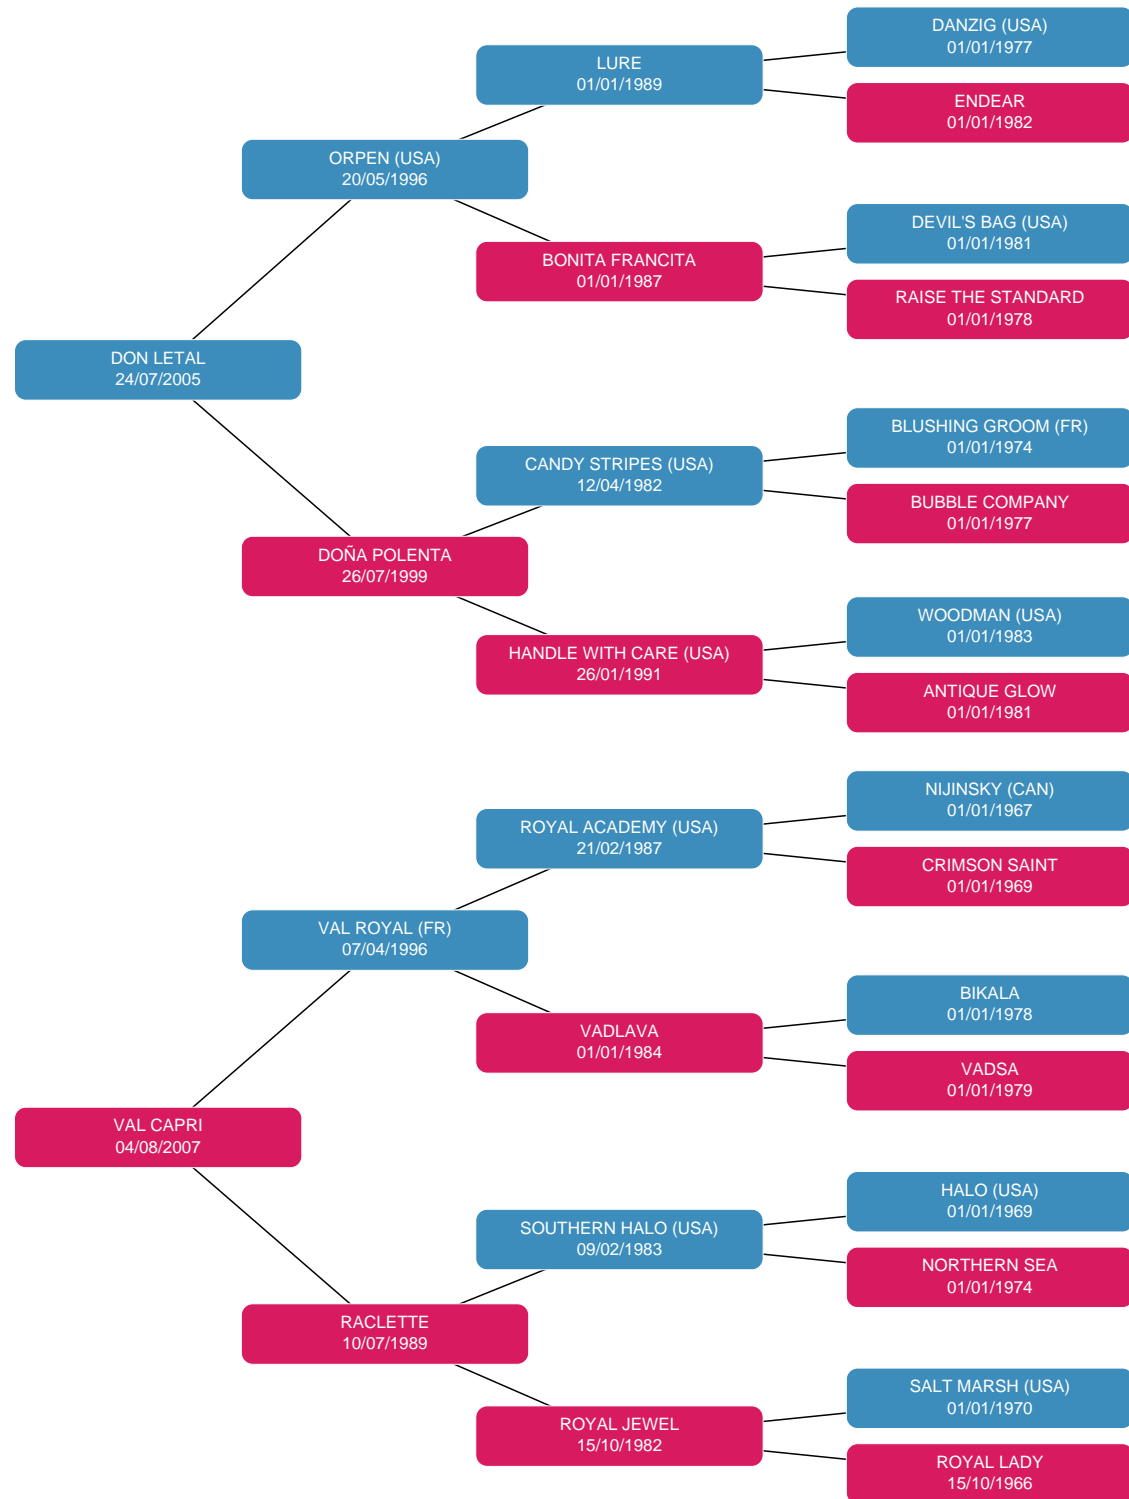 DANZIG (USA)
01/01/1977
LURE
01/01/1989
ENDEAR
01/01/1982
ORPEN (USA)
20/05/1996
DEVIL'S BAG (USA)
01/01/1981
BONITA FRANCITA
01/01/1987
RAISE THE STANDARD
01/01/1978
DON LETAL
24/07/2005
BLUSHING GROOM (FR)
01/01/1974
CANDY STRIPES (USA)
12/04/1982
BUBBLE COMPANY
01/01/1977
DOÑA POLENTA
26/07/1999
WOODMAN (USA)
01/01/1983
HANDLE WITH CARE (USA)
26/01/1991
ANTIQUE GLOW
01/01/1981
NIJINSKY (CAN)
01/01/1967
ROYAL ACADEMY (USA)
21/02/1987
CRIMSON SAINT
01/01/1969
VAL ROYAL (FR)
07/04/1996
BIKALA
01/01/1978
VADLAVA
01/01/1984
VADSA
01/01/1979
VAL CAPRI
04/08/2007
HALO (USA)
01/01/1969
SOUTHERN HALO (USA)
09/02/1983
NORTHERN SEA
01/01/1974
RACLETTE
10/07/1989
SALT MARSH (USA)
01/01/1970
ROYAL JEWEL
15/10/1982
ROYAL LADY
15/10/1966